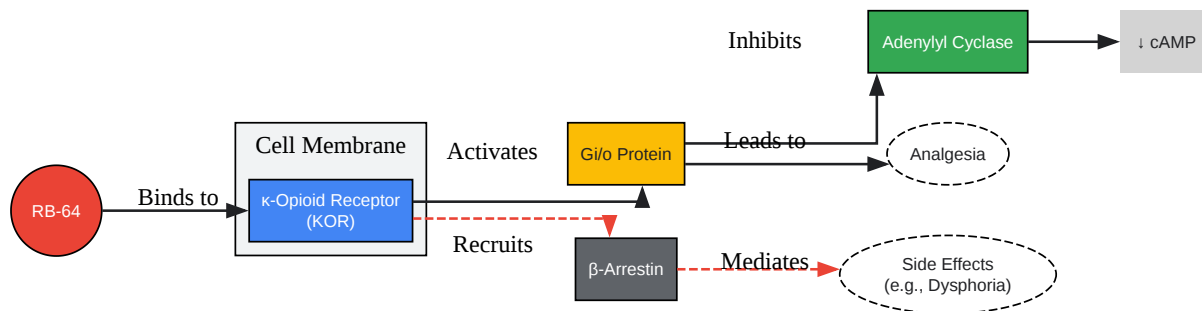 Inhibits
Adenylyl Cyclase
↓ cAMP
Cell Membrane
Activates
Gi/o Protein
Leads to
Analgesia
RB-64
Binds to
κ-Opioid Receptor
(KOR)
Recruits
β-Arrestin
Mediates
Side Effects
(e.g., Dysphoria)